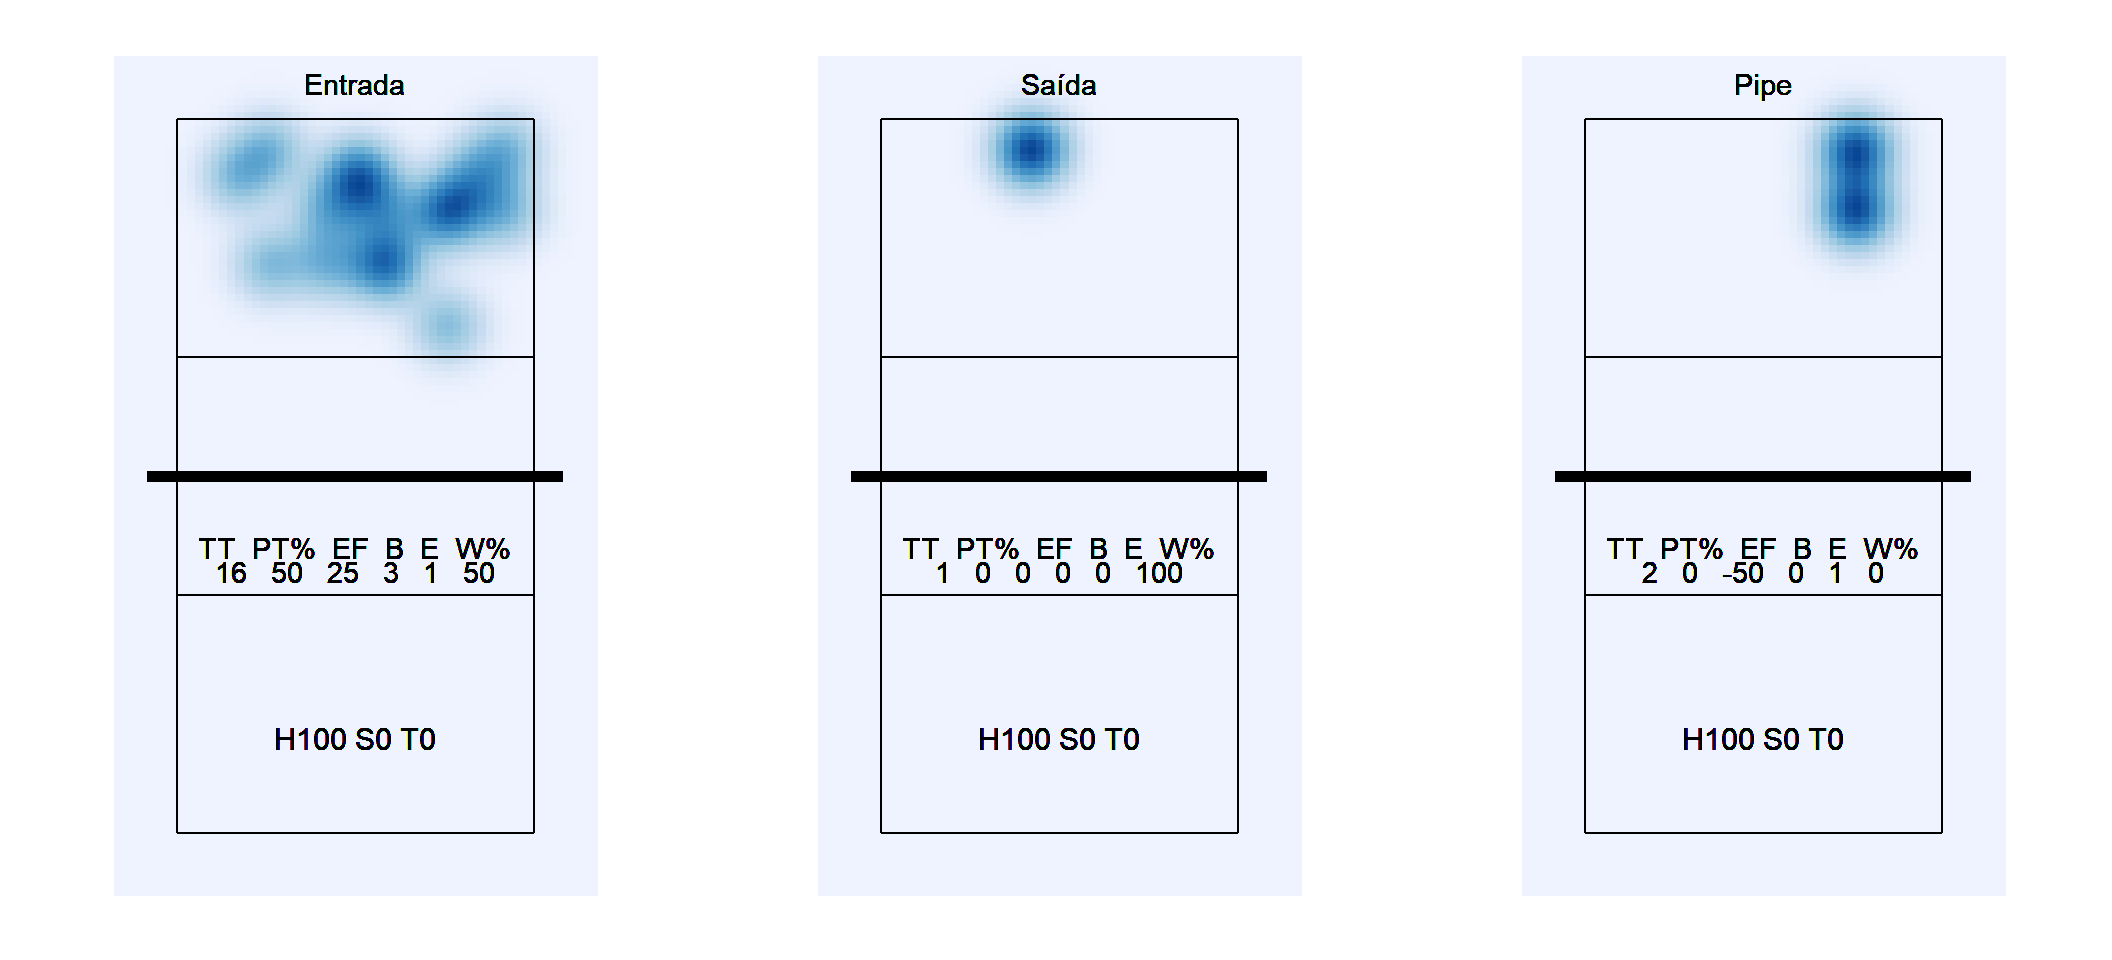 Entrada
TT PT% EF B E W%
16 50 25 3 1 50
H100 S0 T0
Saída
TT PT% EF B E W%
1 0 0 0 0 100
H100 S0 T0
Pipe
TT PT% EF B E W%
2 0 -50 0 1 0
H100 S0 T0